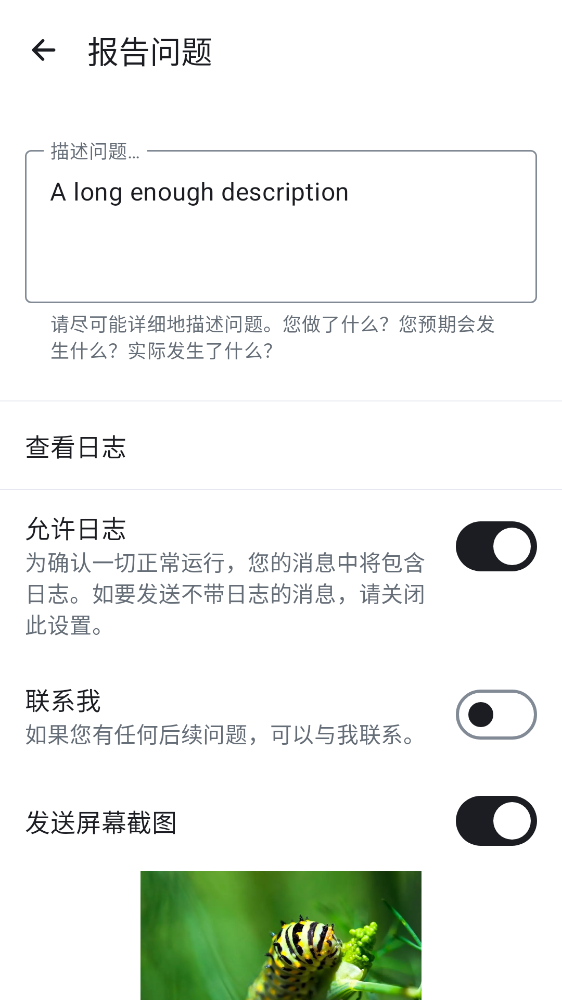 报告问题
描述问题…
A long enough description
请尽可能详细地描述问题。您做了什么？您预期会发
生什么？实际发生了什么？
查看日志
允许日志
为确认一切正常运行，您的消息中将包含
日志。如要发送不带日志的消息，请关闭
此设置。
联系我
如果您有任何后续问题，可以与我联系。
发送屏幕截图